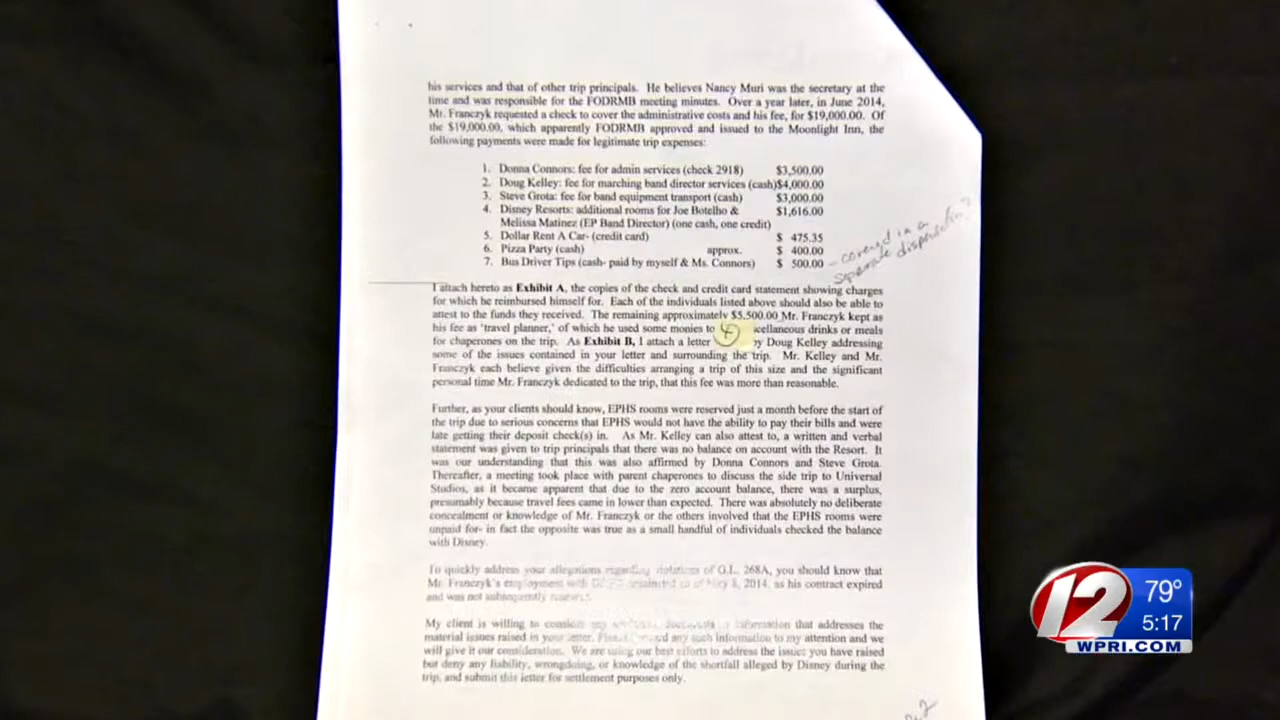 his services and that of other trip principals. He believes Nancy Muri was the secretary at the
time and was responsible for the FODRMB meeting minutes. Over a year later, in June 2014,
Mr. Franczyk requested a check to cover the administrative costs and his fee, for $19,000.00. Of
the $19,000.00, which apparently FODRMB approved and issued to the Moonlight Inn, the
following payments were made for legitimate trip expenses:
1. Donna Connors: fee for admin services (check 2918) $3,500.00
2. Doug Kelley: fee for marching band director services (cash)$4,000.00
3. Steve Grota: fee for band equipment transport (cash) $3,000.00
4. Disney Resorts: additional rooms for Joe Botelho & $1,616.00
Melissa Matinez (EP Band Director) (one cash, one credit)
5. Dollar Rent A Car- (credit card) $ 475.35
6. Pizza Party (cash) approx. $ 400.00
7. Bus Driver Tips (cash- paid by myself & Ms. Connors) $ 500.00
- covered in a
separate
I attach hereto as Exhibit A, the copies of the check and credit card statement showing charges
for which he reimbursed himself for. Each of the individuals listed above should also be able to
attest to the funds they received. The remaining approximately $5,500.00 Mr. Franczyk kept as
his fee as 'travel planner,' of which he used some monies to cellaneous drinks or meals
for chaperones on the trip. As Exhibit B, I attach a letter by Doug Kelley addressing
some of the issues contained in your letter and surrounding the trip. Mr. Kelley and Mr.
Franczyk each believe given the difficulties arranging a trip of this size and the significant
personal time Mr. Franczyk dedicated to the trip, that this fee was more than reasonable.
Further, as your clients should know, EPHS rooms were reserved just a month before the start of
the trip due to serious concerns that EPHS would not have the ability to pay their bills and were
late getting their deposit check(s) in. As Mr. Kelley can also attest to, a written and verbal
statement was given to trip principals that there was no balance on account with the Resort. It
was our understanding that this was also affirmed by Donna Connors and Steve Grota.
Thereafter, a meeting took place with parent chaperones to discuss the side trip to Universal
Studios, as it became apparent that due to the zero account balance, there was a surplus,
presumably because travel fees came in lower than expected. There was absolutely no deliberate
concealment or knowledge of Mr. Franczyk or the others involved that the EPHS rooms were
unpaid for- in fact the opposite was true as a small handful of individuals checked the balance
with Disney.
To quickly address your allegations regarding violations of G.L. 268A, you should know that
Mr. Franczyk's employment with as of May 8, 2014, as his contract expired
and was not subsequently renewed.
My client is willing to consider any information that addresses the
material issues raised in your letter. Please any such information to my attention and we
will give it our consideration. We are using our best efforts to address the issues you have raised
but deny any liability, wrongdoing, or knowledge of the shortfall alleged by Disney during the
trip, and submit this letter for settlement purposes only.
12
79°
5:17
WPRI.COM